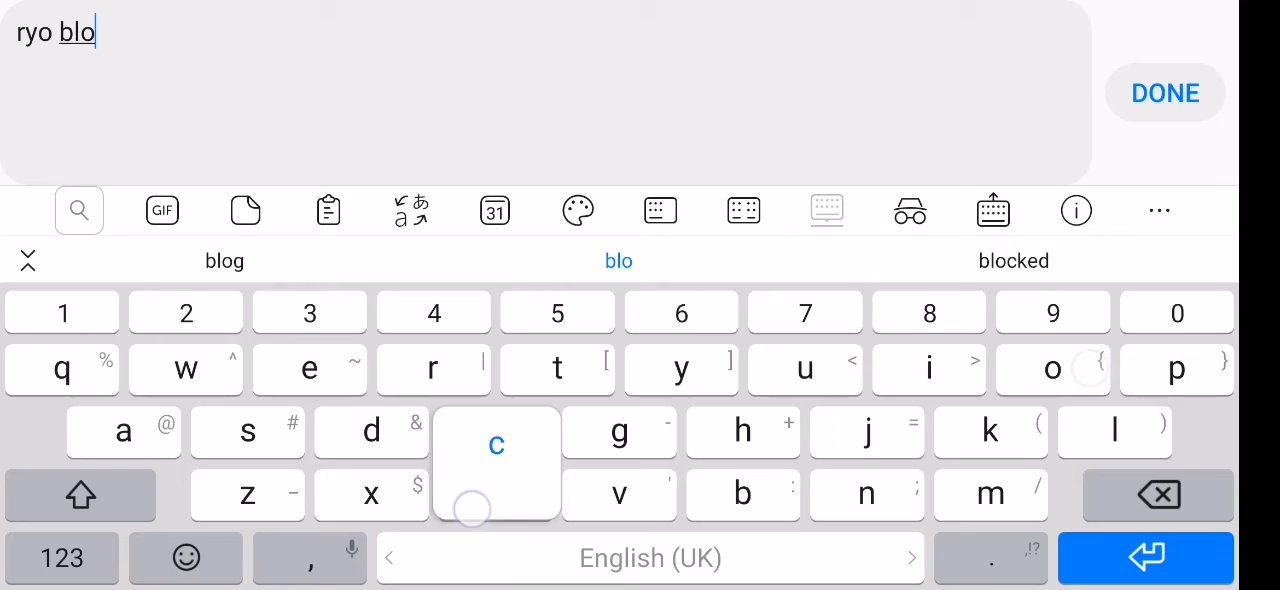 ryo blo
DONE
GIF あ a 31 i ...
blog blo blocked
1 2 3 4 5 6 7 8 9 0
q % w ^ e ~ r | t [ y ] u < i > o { p }
a @ s # d & c g - h + j = k ( l )
z - x $ v ' b : n ; m /
123 , < English (UK) > . ,!?